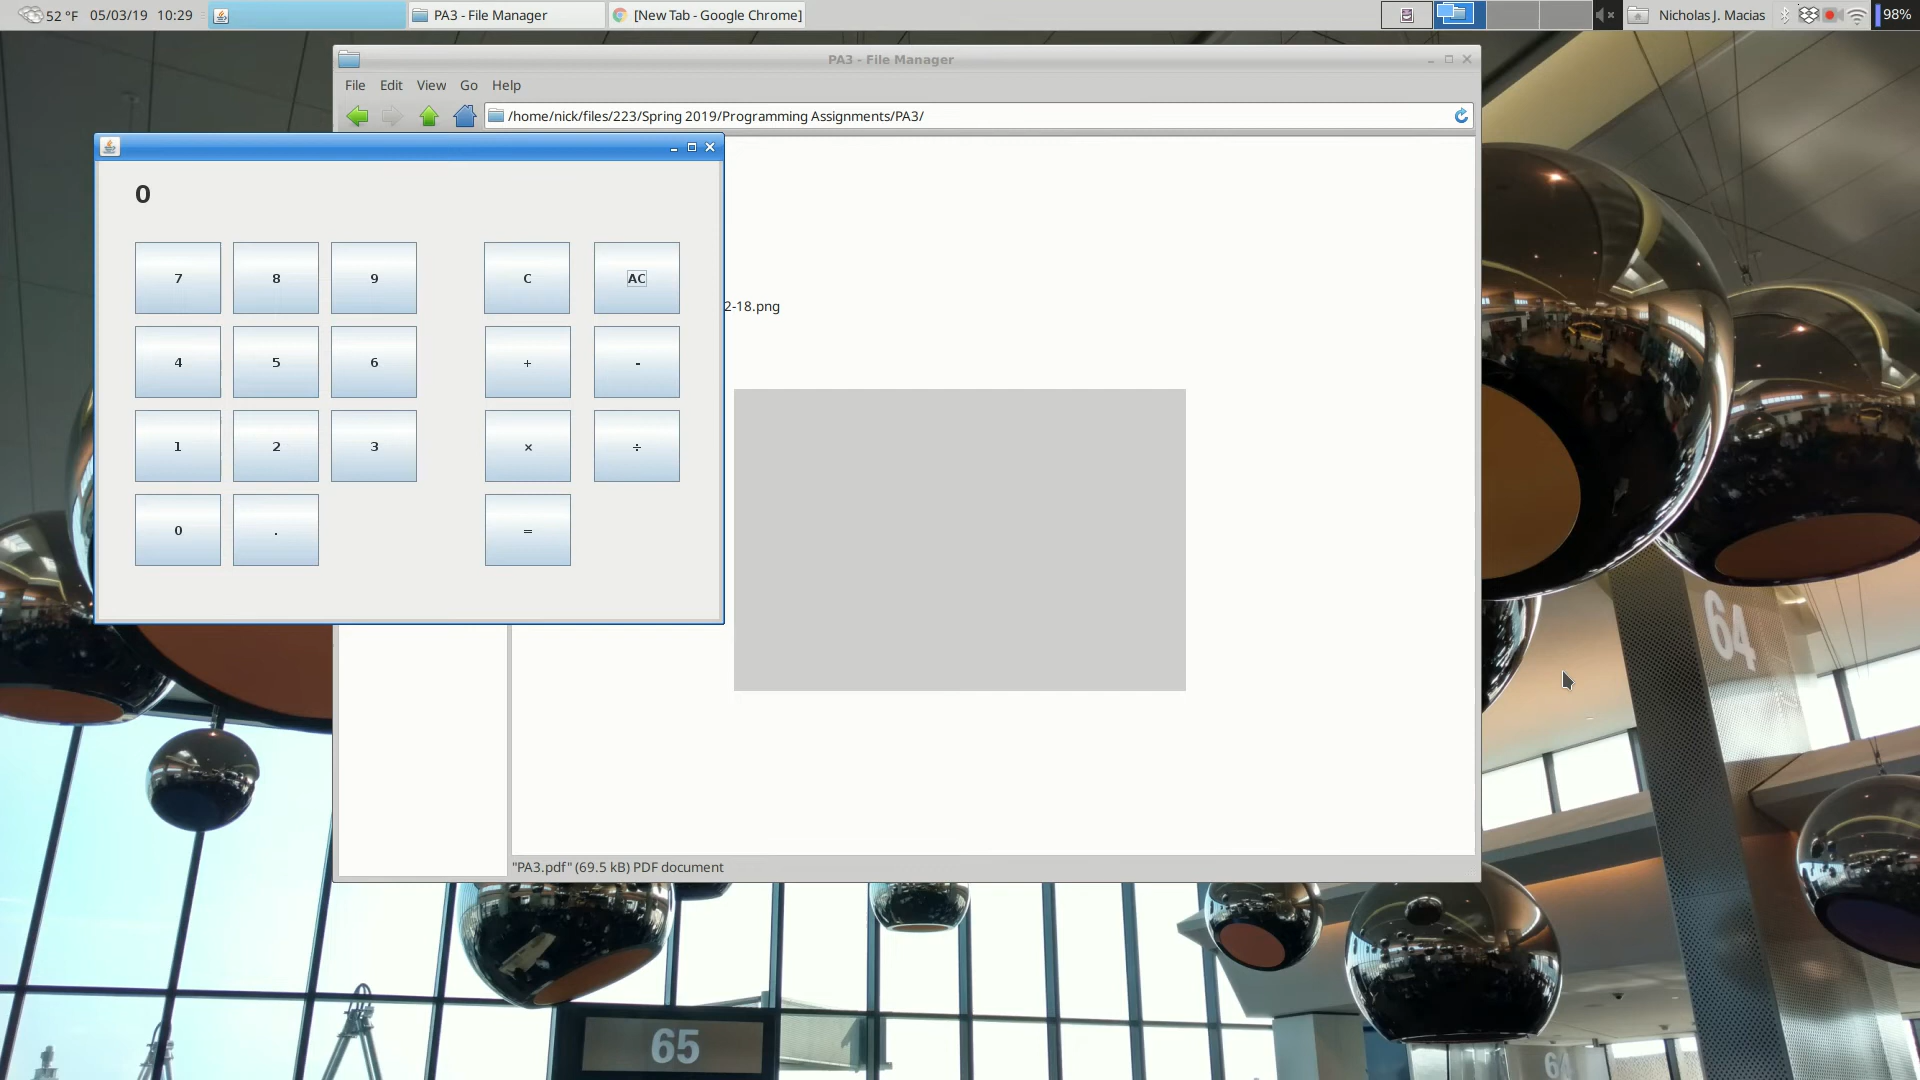 52 °F 05/03/19 10:29 PA3 - File Manager [New Tab - Google Chrome] Nicholas J. Macias 98%
PA3 - File Manager
File Edit View Go Help
/home/nick/files/223/Spring 2019/Programming Assignments/PA3/
0
7 8 9 C AC
2-18.png
4 5 6 + -
1 2 3 × ÷
0 . =
64
"PA3.pdf" (69.5 kB) PDF document
65
64